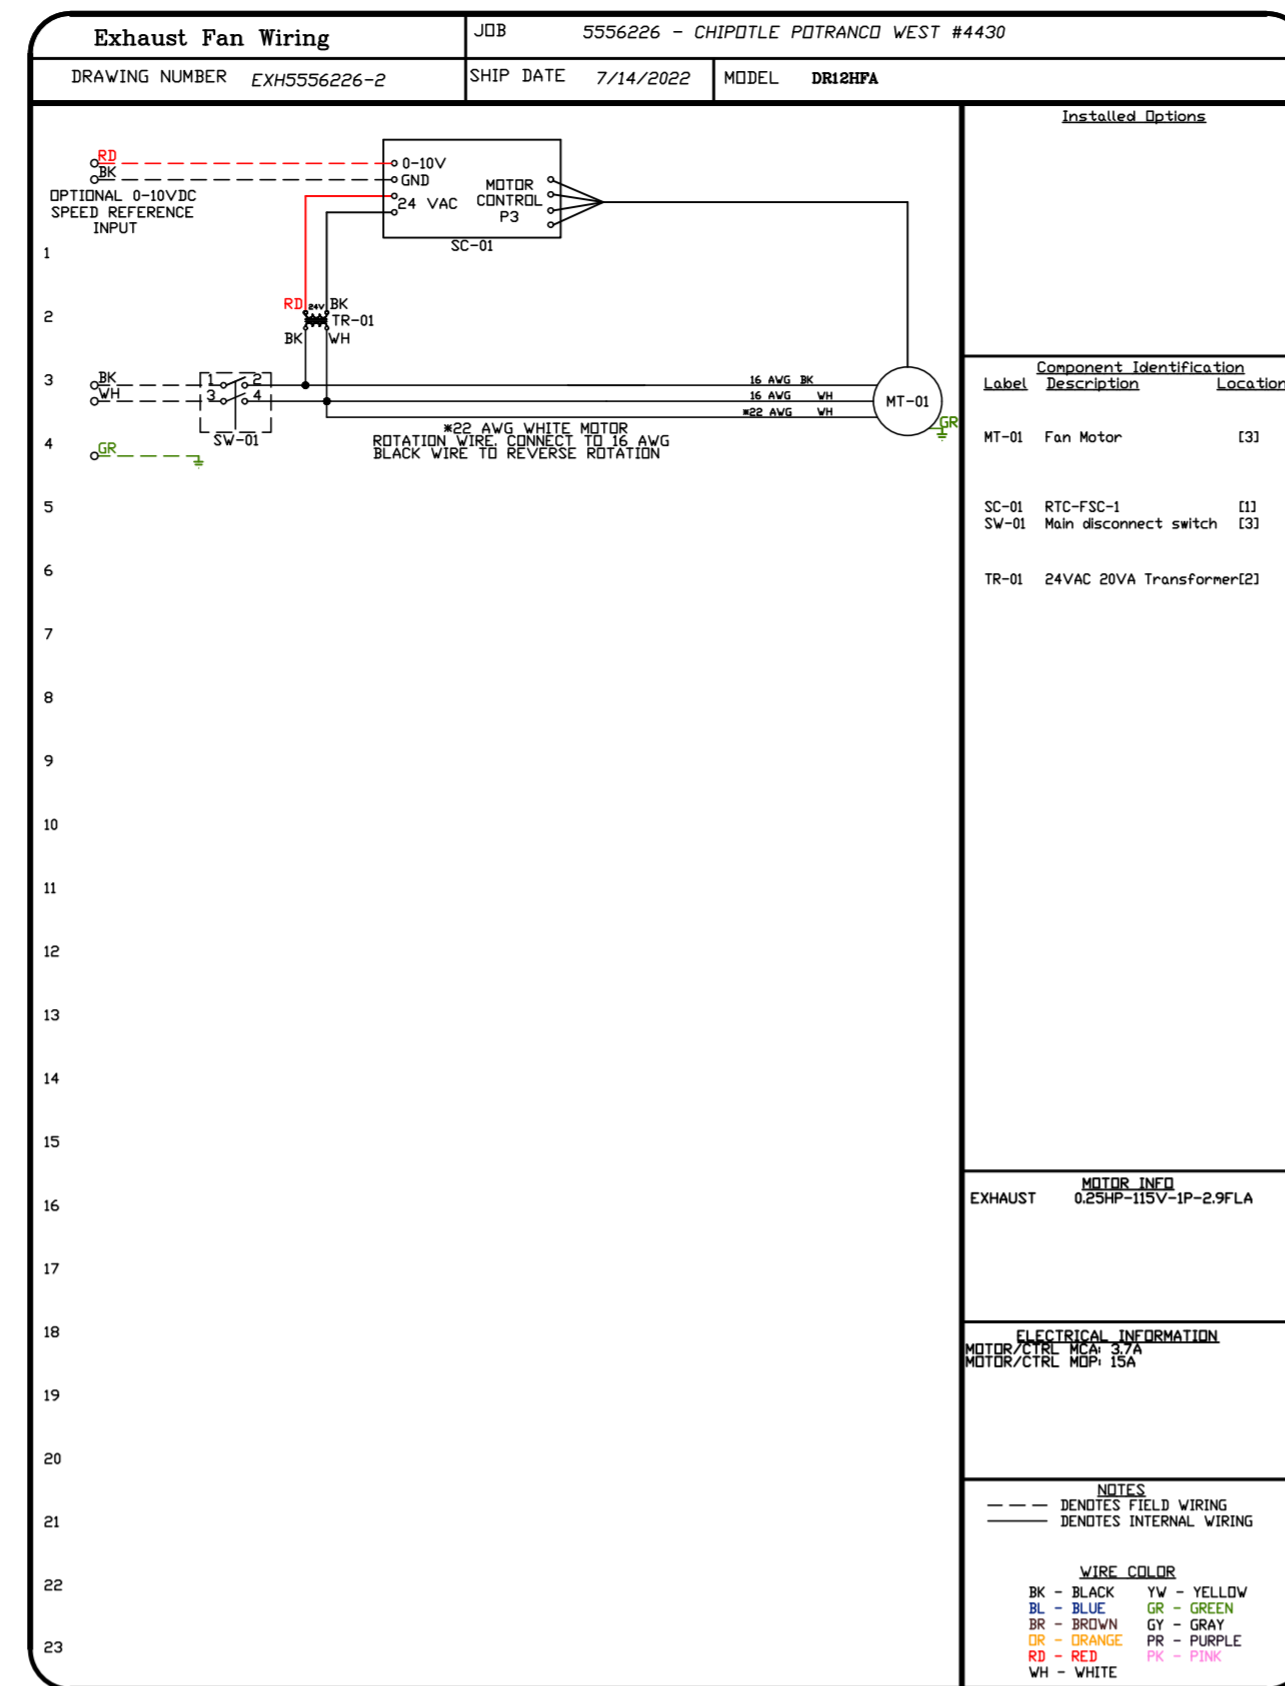 Exhaust Fan Wiring
JOB 5556226 - CHIPOTLE POTRANCO WEST #4430
DRAWING NUMBER EXH5556226-2
SHIP DATE 7/14/2022
MODEL DR12HFA
RD
BK
OPTIONAL 0-10VDC
SPEED REFERENCE
INPUT
0-10V
GND
24 VAC
MOTOR
CONTROL
P3
SC-01
RD 24V BK
TR-01
BK WH
BK
WH
1 2
3 4
SW-01
GR
16 AWG BK
16 AWG WH
*22 AWG WH
MT-01
GR
*22 AWG WHITE MOTOR
ROTATION WIRE. CONNECT TO 16 AWG
BLACK WIRE TO REVERSE ROTATION
1
2
3
4
5
6
7
8
9
10
11
12
13
14
15
16
17
18
19
20
21
22
23
Installed Options
Component Identification
Label Description Location
MT-01 Fan Motor [3]
SC-01 RTC-FSC-1 [1]
SW-01 Main disconnect switch [3]
TR-01 24VAC 20VA Transformer[2]
MOTOR INFO
EXHAUST 0.25HP-115V-1P-2.9FLA
ELECTRICAL INFORMATION
MOTOR/CTRL MCA: 3.7A
MOTOR/CTRL MOP: 15A
NOTES
DENOTES FIELD WIRING
DENOTES INTERNAL WIRING
WIRE COLOR
BK - BLACK YW - YELLOW
BL - BLUE GR - GREEN
BR - BROWN GY - GRAY
OR - ORANGE PR - PURPLE
RD - RED PK - PINK
WH - WHITE